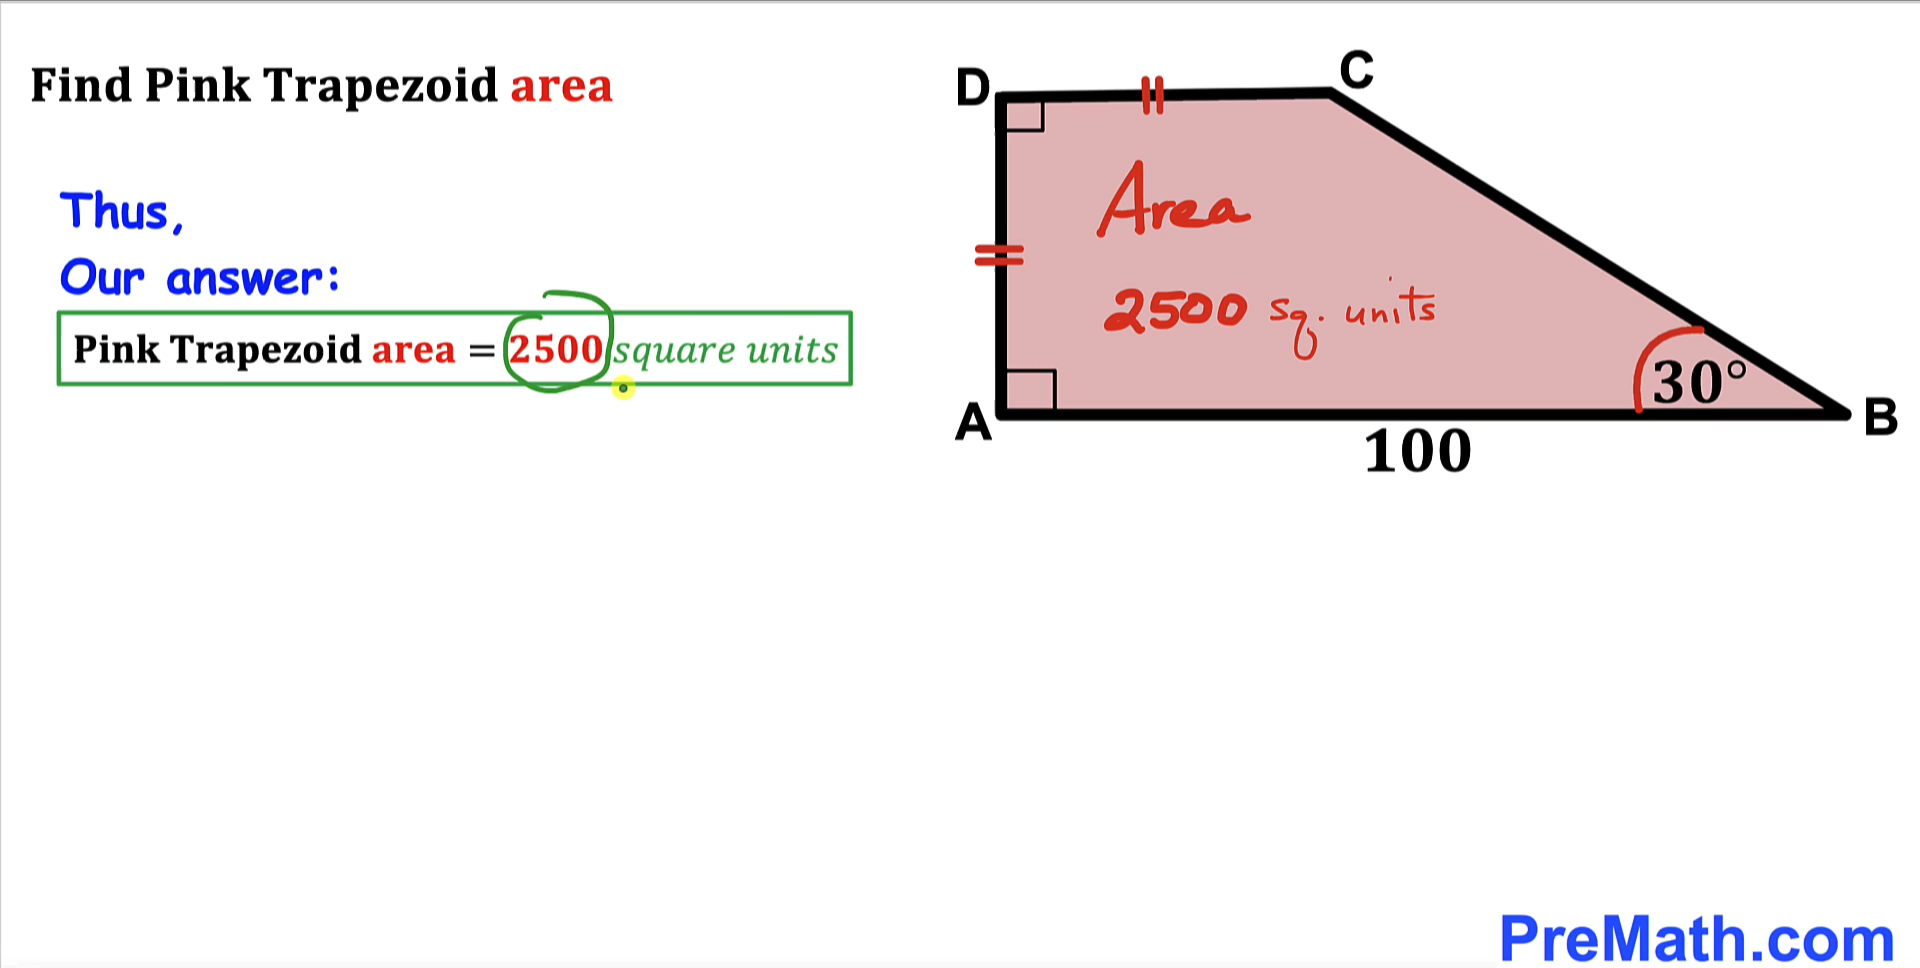 Find Pink Trapezoid area
Thus,
Our answer:
Pink Trapezoid area = 2500 square units
D
C
Area
2500 sq. units
30°
A
B
100
PreMath.com